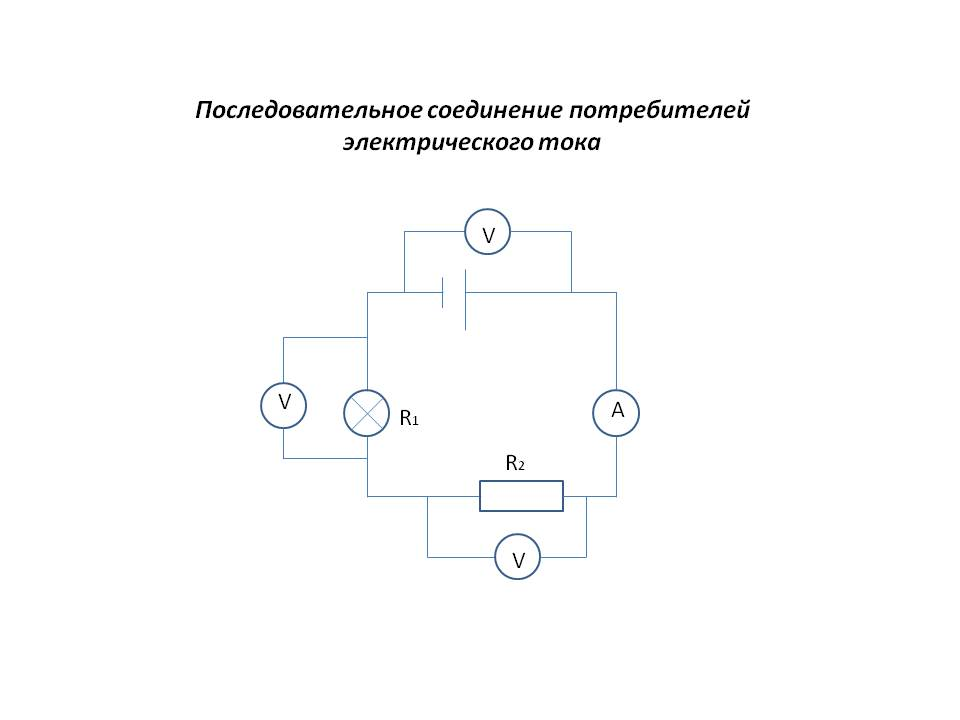 Последовательное соединение потребителей
электрического тока
V
V
R1
A
R2
V